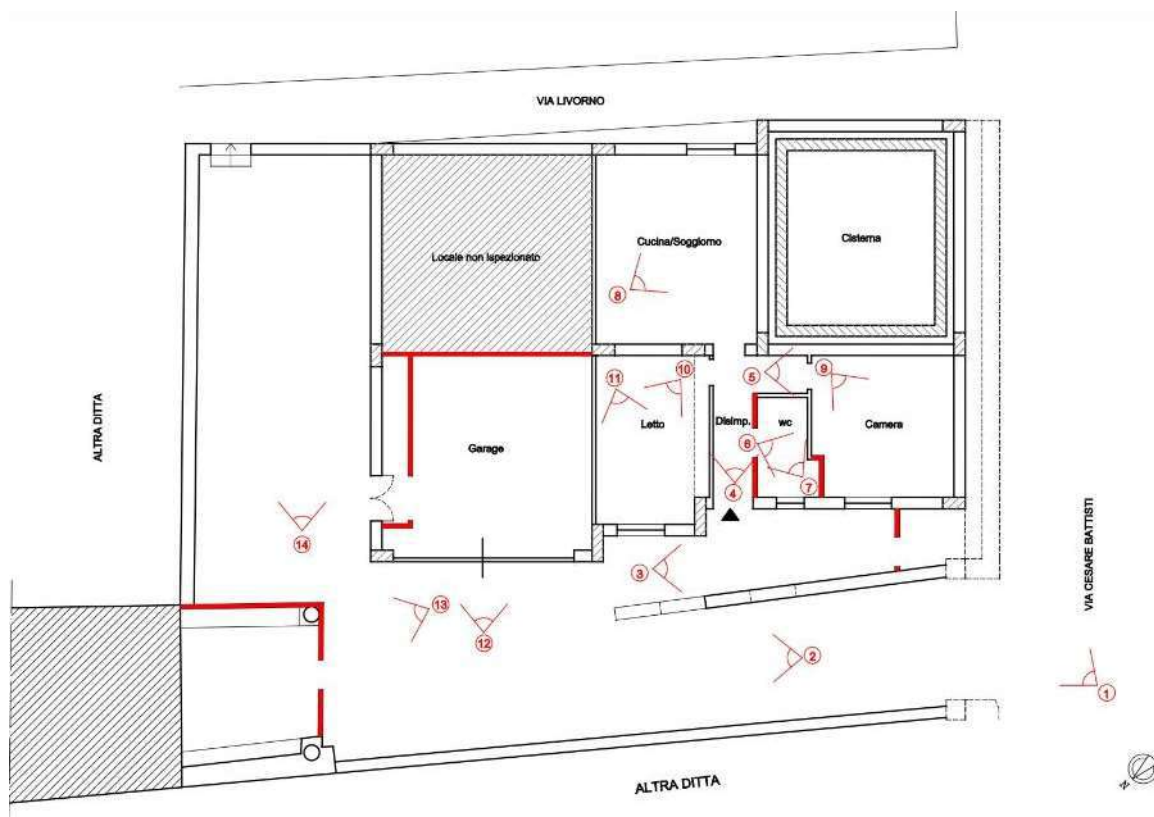 VIA LIVORNO
Cucina/Soggiorno
Cisterna
Locale non ispezionato
8
ALTRA DITTA
11
10
5
9
Garage
Letto
Disimp.
wc
Camera
6
7
4
14
3
13
12
2
VIA CESARE BATTISTI
1
ALTRA DITTA
N